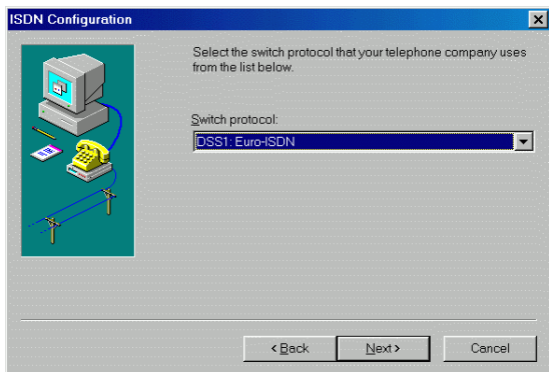 ISDN Configuration
Select the switch protocol that your telephone company uses
from the list below.
Switch protocol:
DSS1: Euro-ISDN
< Back
Next >
Cancel